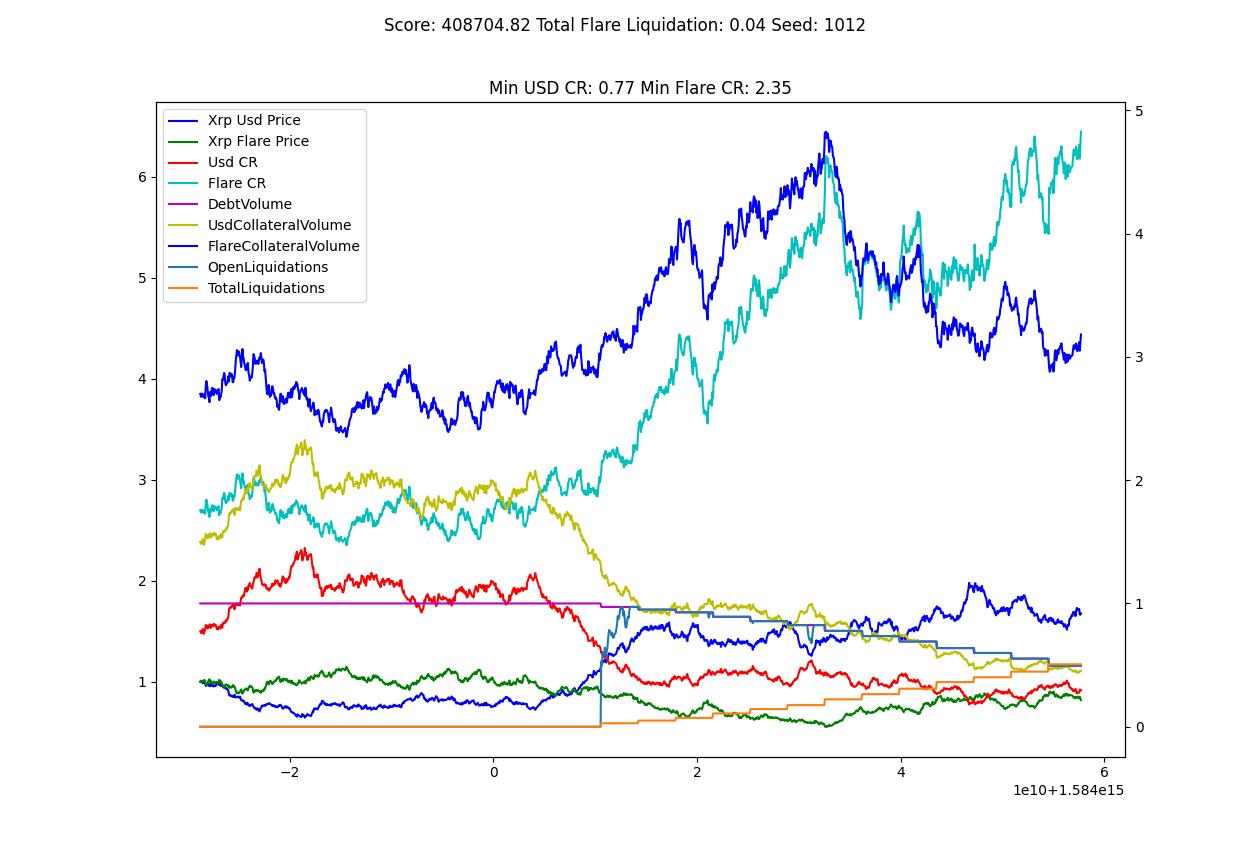 Score: 408704.82 Total Flare Liquidation: 0.04 Seed: 1012
Min USD CR: 0.77 Min Flare CR: 2.35
Xrp Usd Price
Xrp Flare Price
Usd CR
Flare CR
DebtVolume
UsdCollateralVolume
FlareCollateralVolume
OpenLiquidations
TotalLiquidations
6
5
4
3
2
1
5
4
3
2
1
0
−2
0
2
4
6
1e10+1.584e15